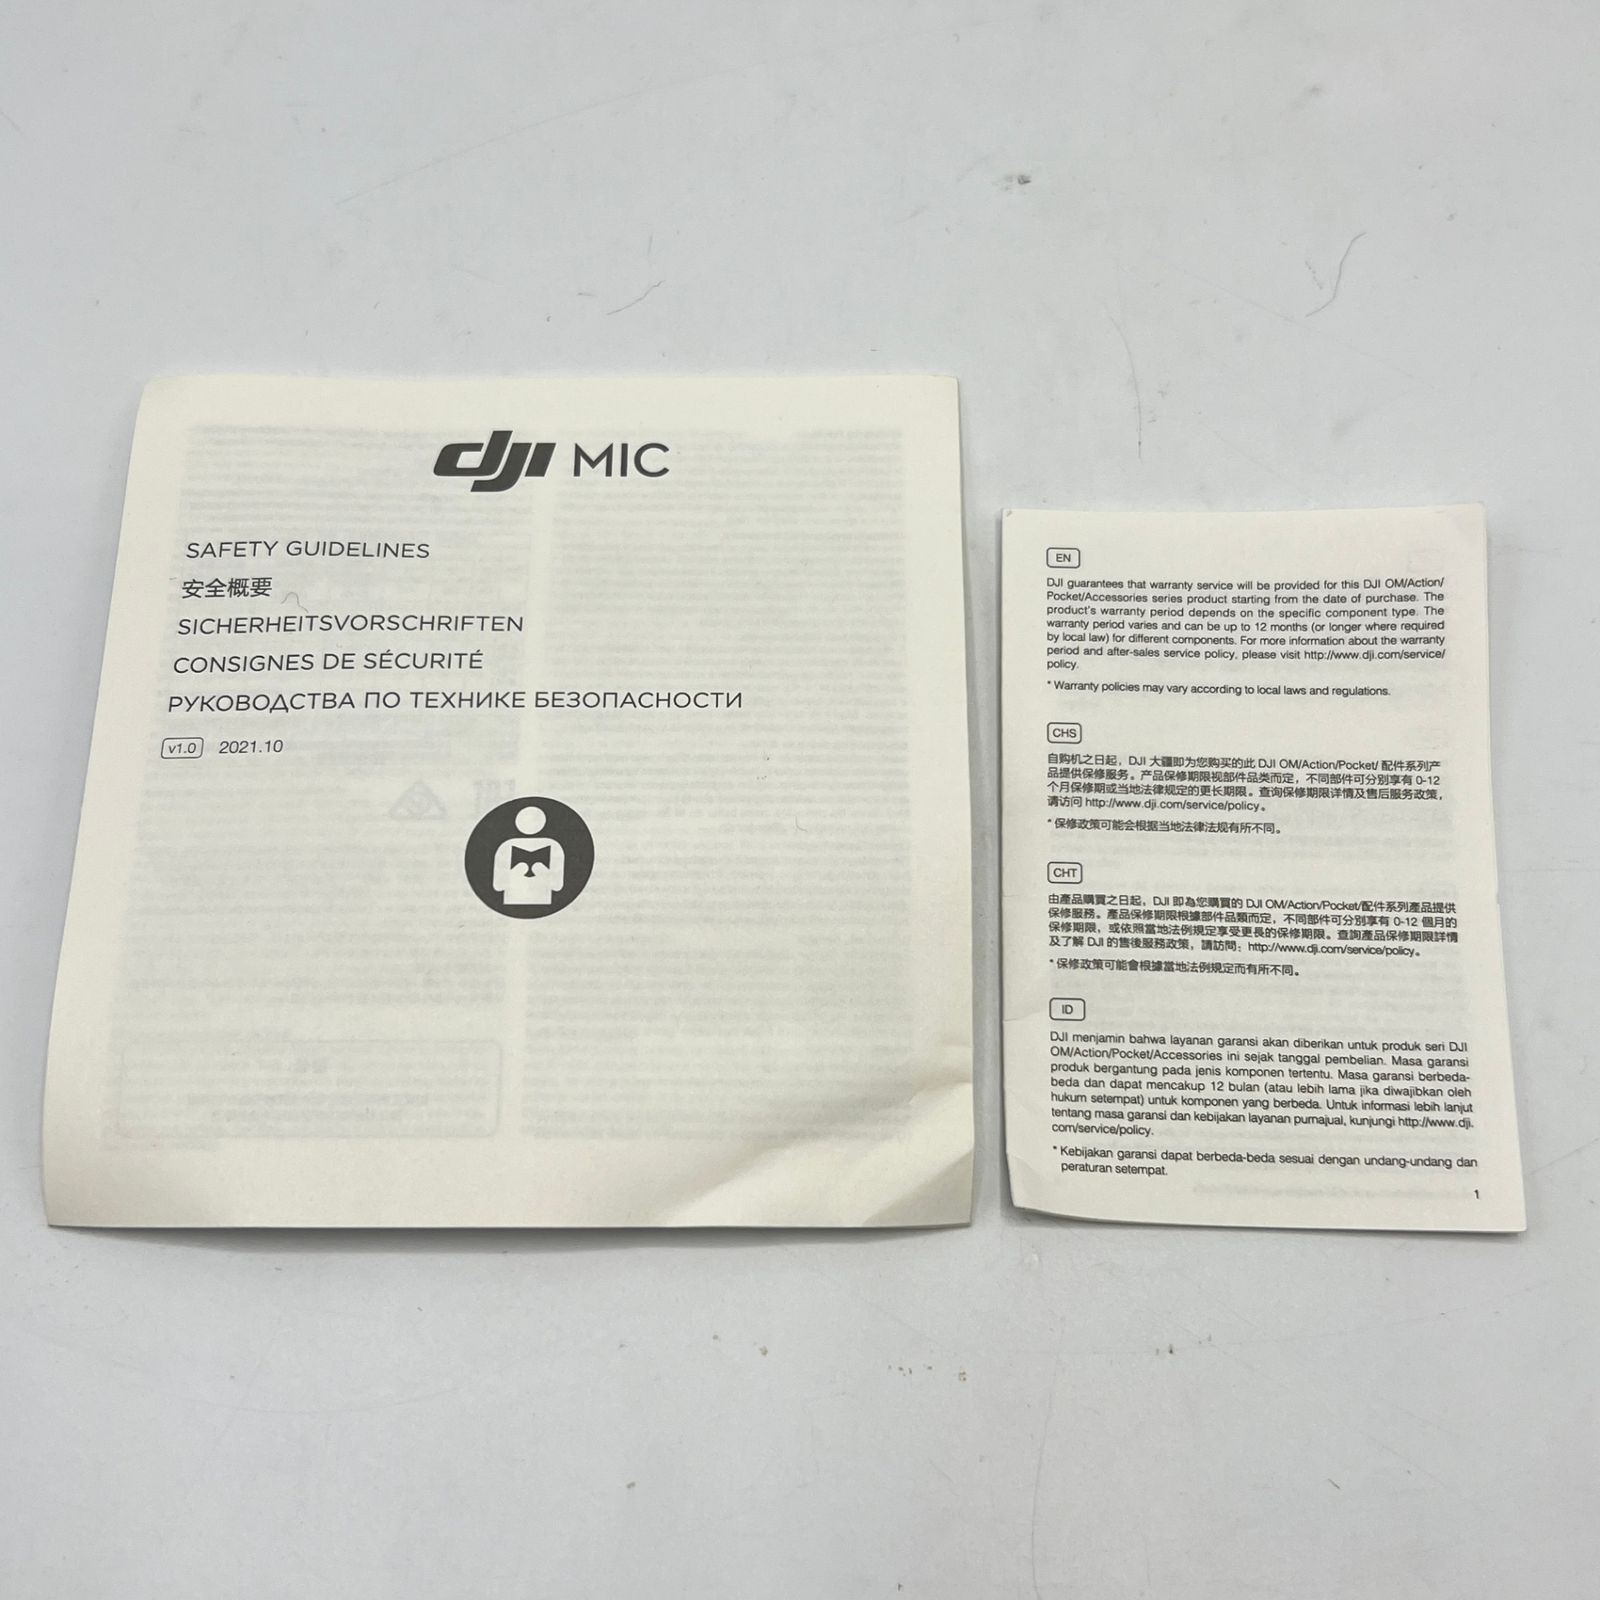 dji MIC
SAFETY GUIDELINES
安全概要
SICHERHEITSVORSCHRIFTEN
CONSIGNES DE SÉCURITÉ
РУКОВОДСТВА ПО ТЕХНИКЕ БЕЗОПАСНОСТИ
v1.0 2021.10
EN
DJI guarantees that warranty service will be provided for this DJI OM/Action/
Pocket/Accessories series product starting from the date of purchase. The
product's warranty period depends on the specific component type. The
warranty period varies and can be up to 12 months (or longer where required
by local law) for different components. For more information about the warranty
period and after-sales service policy, please visit http://www.dji.com/service/
policy.
* Warranty policies may vary according to local laws and regulations.
CHS
自购机之日起，DJI 大疆即为您购买的此 DJI OM/Action/Pocket/ 配件系列产
品提供保修服务。产品保修期限视部件品类而定，不同部件可分别享有 0-12
个月保修期或当地法律规定的更长期限。查询保修期限详情及售后服务政策，
请访问 http://www.dji.com/service/policy。
* 保修政策可能会根据当地法律法规有所不同。
CHT
由產品購買之日起，DJI 即為您購買的 DJI OM/Action/Pocket/配件系列產品提供
保修服務。產品保修期限根據部件品類而定，不同部件可分別享有 0-12 個月的
保修期限，或依照當地法例規定享受更長的保修期限。查詢產品保修期限詳情
及了解 DJI 的售後服務政策，請訪問：http://www.dji.com/service/policy。
* 保修政策可能會根據當地法例規定而有所不同。
ID
DJI menjamin bahwa layanan garansi akan diberikan untuk produk seri DJI
OM/Action/Pocket/Accessories ini sejak tanggal pembelian. Masa garansi
produk bergantung pada jenis komponen tertentu. Masa garansi berbeda-
beda dan dapat mencakup 12 bulan (atau lebih lama jika diwajibkan oleh
hukum setempat) untuk komponen yang berbeda. Untuk informasi lebih lanjut
tentang masa garansi dan kebijakan layanan purnajual, kunjungi http://www.dji.
com/service/policy.
* Kebijakan garansi dapat berbeda-beda sesuai dengan undang-undang dan
peraturan setempat.
1